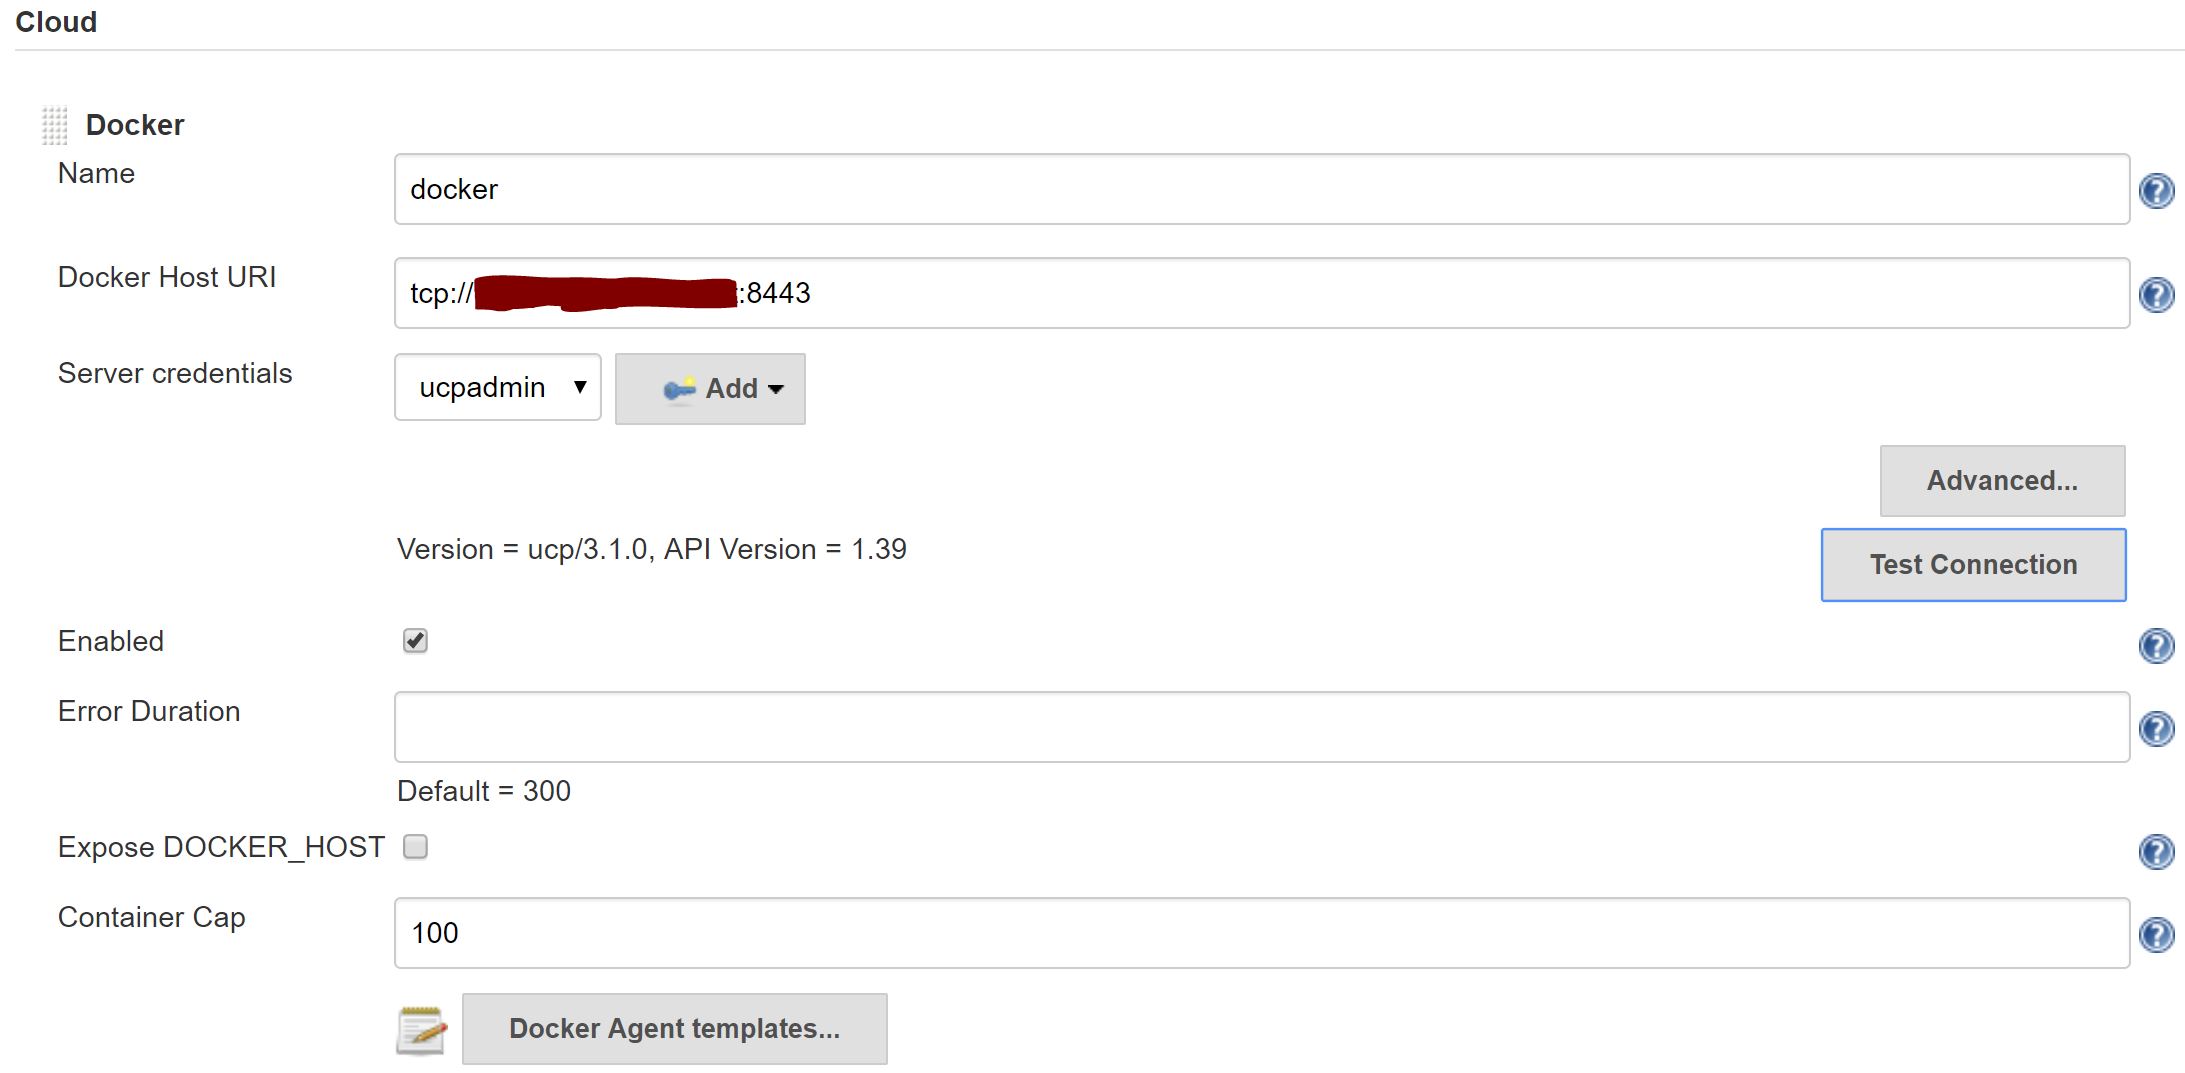 Cloud
Docker
Name
docker
Docker Host URI
tcp:// :8443
Server credentials
ucpadmin
Add
Advanced...
Version = ucp/3.1.0, API Version = 1.39
Test Connection
Enabled
Error Duration
Default = 300
Expose DOCKER_HOST
Container Cap
100
Docker Agent templates...